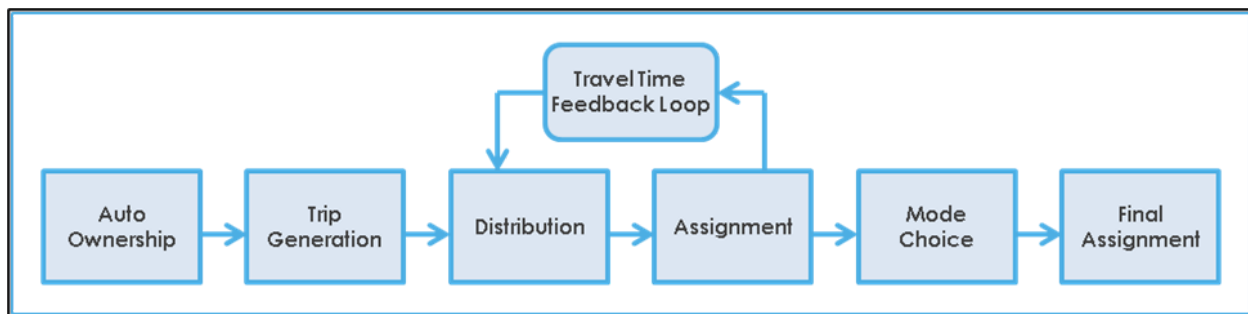 Travel Time
Feedback Loop
Auto
Ownership
Trip
Generation
Distribution
Assignment
Mode
Choice
Final
Assignment